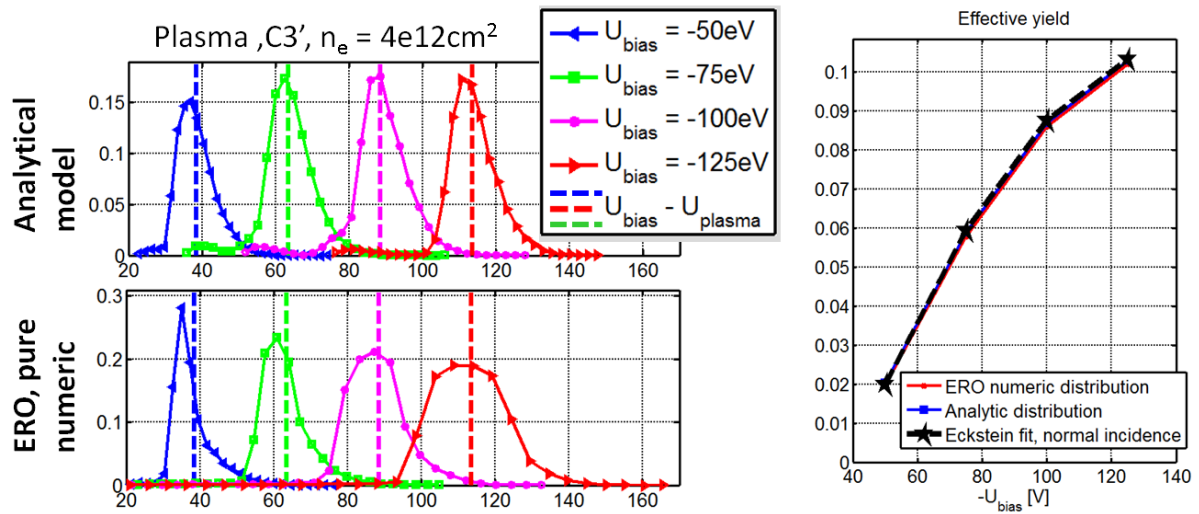 Plasma ‚C3’, nₑ = 4e12cm²
Analytical
model
0.15
0.1
0.05
0
20 40 60 80 100 120 140 160
U_bias = -50eV
U_bias = -75eV
U_bias = -100eV
U_bias = -125eV
U_bias - U_plasma
ERO, pure
numeric
0.3
0.2
0.1
0
20 40 60 80 100 120 140 160
Effective yield
0.1
0.09
0.08
0.07
0.06
0.05
0.04
0.03
0.02
0.01
0
ERO numeric distribution
Analytic distribution
Eckstein fit, normal incidence
40 60 80 100 120 140
-U_bias [V]